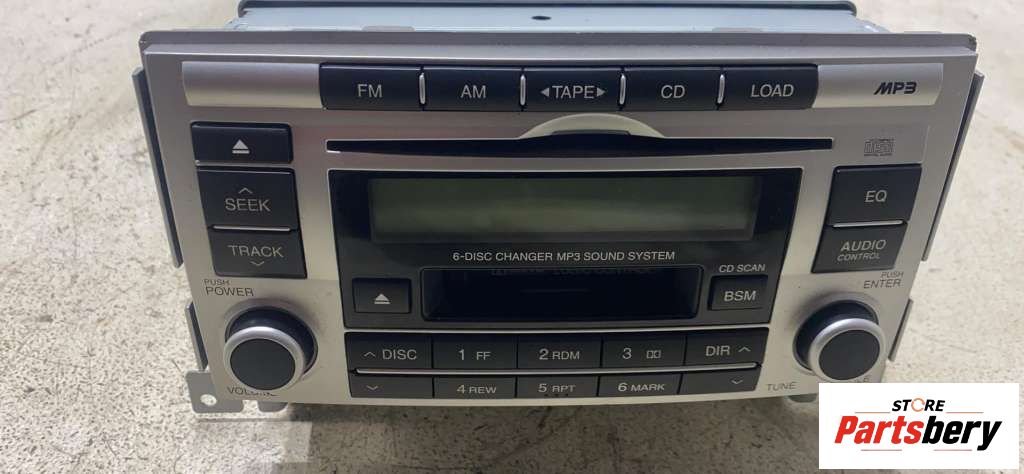 FM AM ◄TAPE► CD LOAD MP3
SEEK
TRACK
PUSH
POWER
VOLUME
6-DISC CHANGER MP3 SOUND SYSTEM
CD SCAN
BSM
EQ
AUDIO
CONTROL
PUSH
ENTER
DISC 1 FF 2 RDM 3 DIR
4 REW 5 RPT 6 MARK
TUNE
STORE
Partsbery